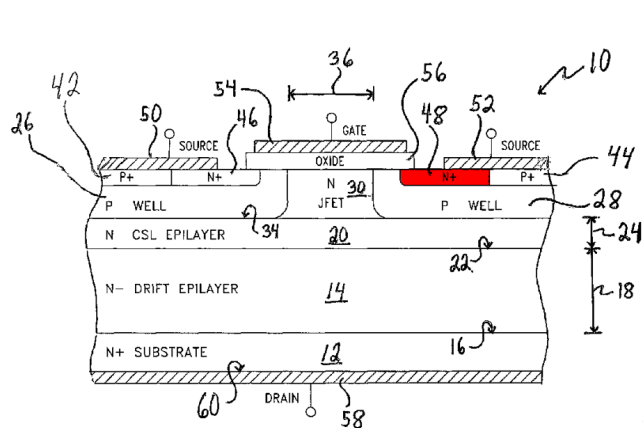 36
10
42
50
54
46
56
48
52
26
SOURCE
GATE
SOURCE
OXIDE
P+
N+
N
30
N+
P+
44
P WELL
JFET
P WELL
28
34
N CSL EPILAYER
20
22
24
N- DRIFT EPILAYER
14
18
16
N+ SUBSTRATE
12
60
DRAIN
58